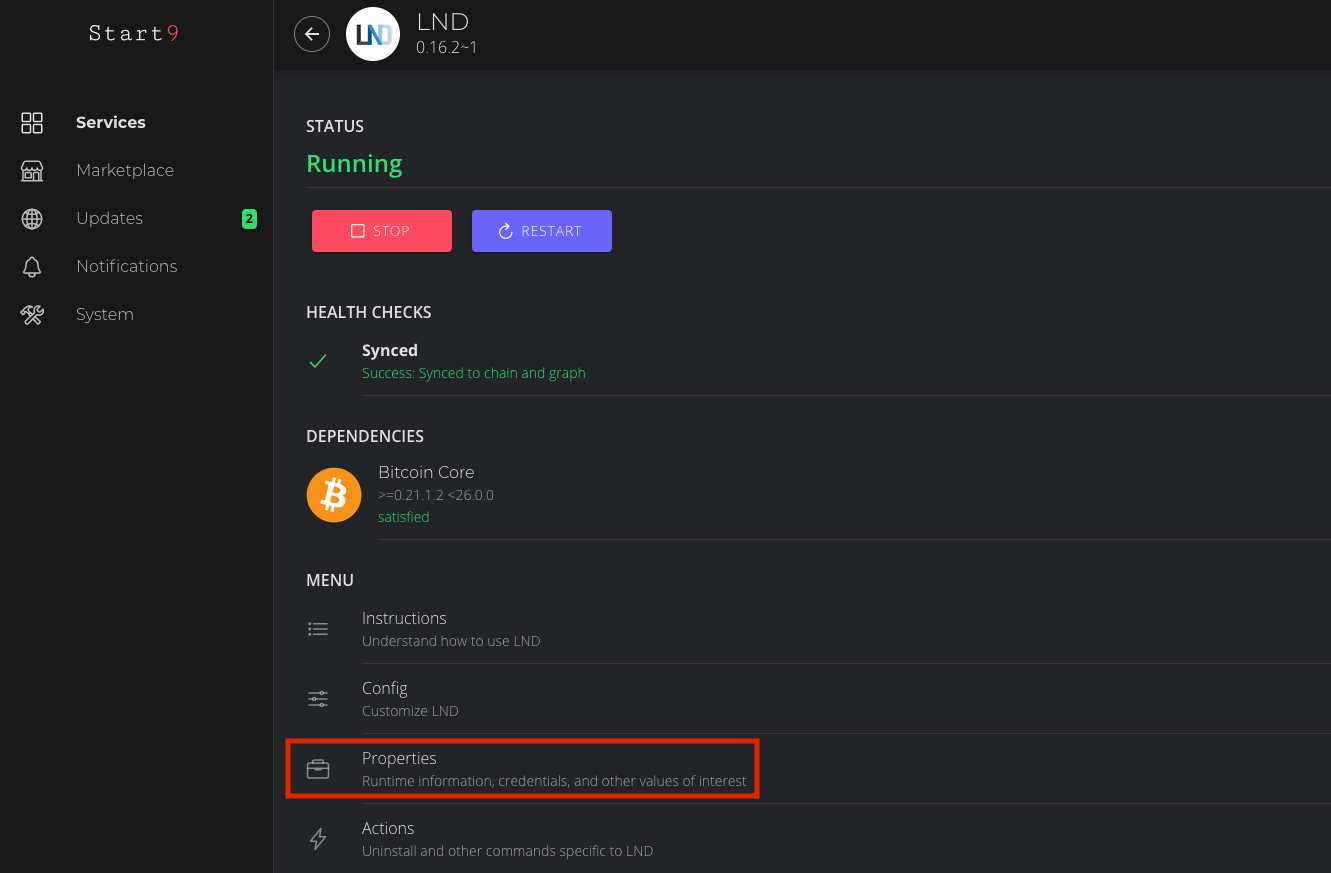 Start9
Services
Marketplace
Updates
2
Notifications
System
LND
LND
0.16.2~1
STATUS
Running
STOP
RESTART
HEALTH CHECKS
Synced
Success: Synced to chain and graph
DEPENDENCIES
Bitcoin Core
>=0.21.1.2 <26.0.0
satisfied
MENU
Instructions
Understand how to use LND
Config
Customize LND
Properties
Runtime information, credentials, and other values of interest
Actions
Uninstall and other commands specific to LND